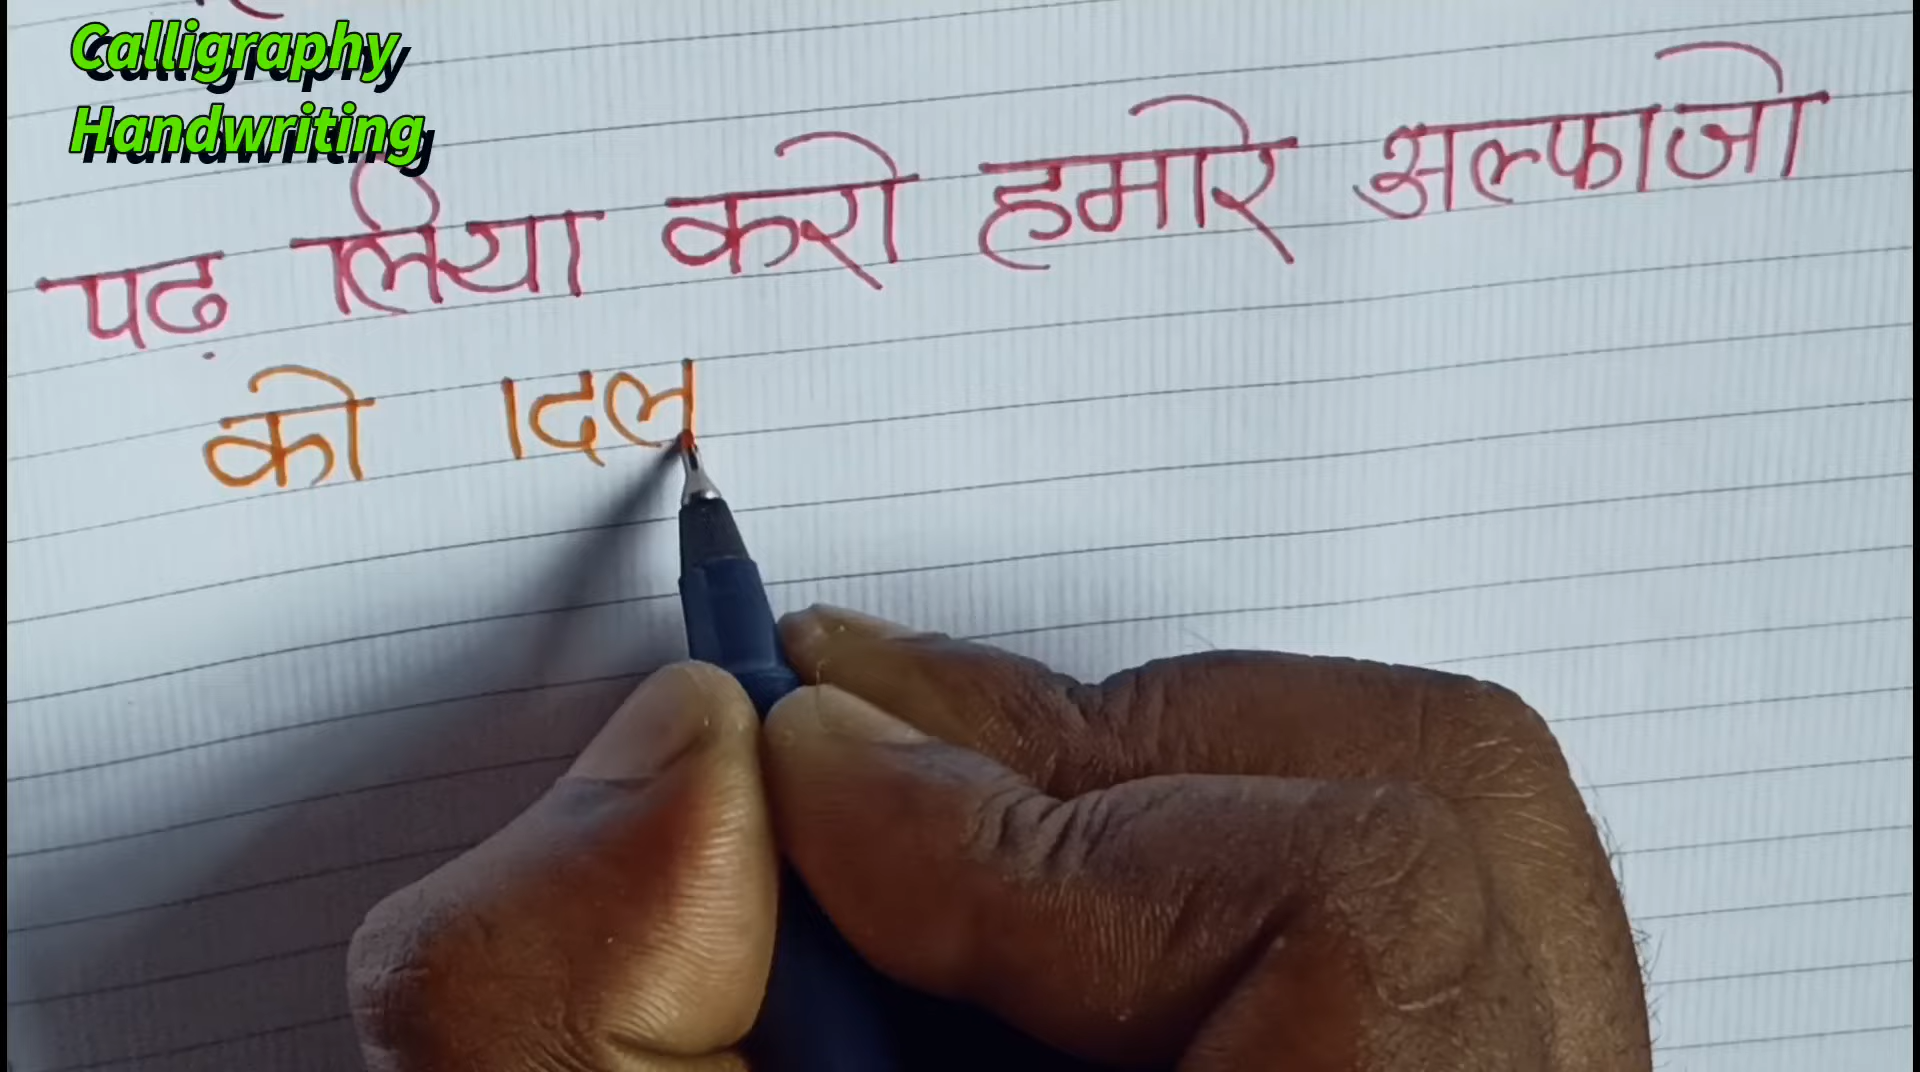 Calligraphy
Handwriting
पढ़ लिया करो हमारे अल्फाजो
को दिल